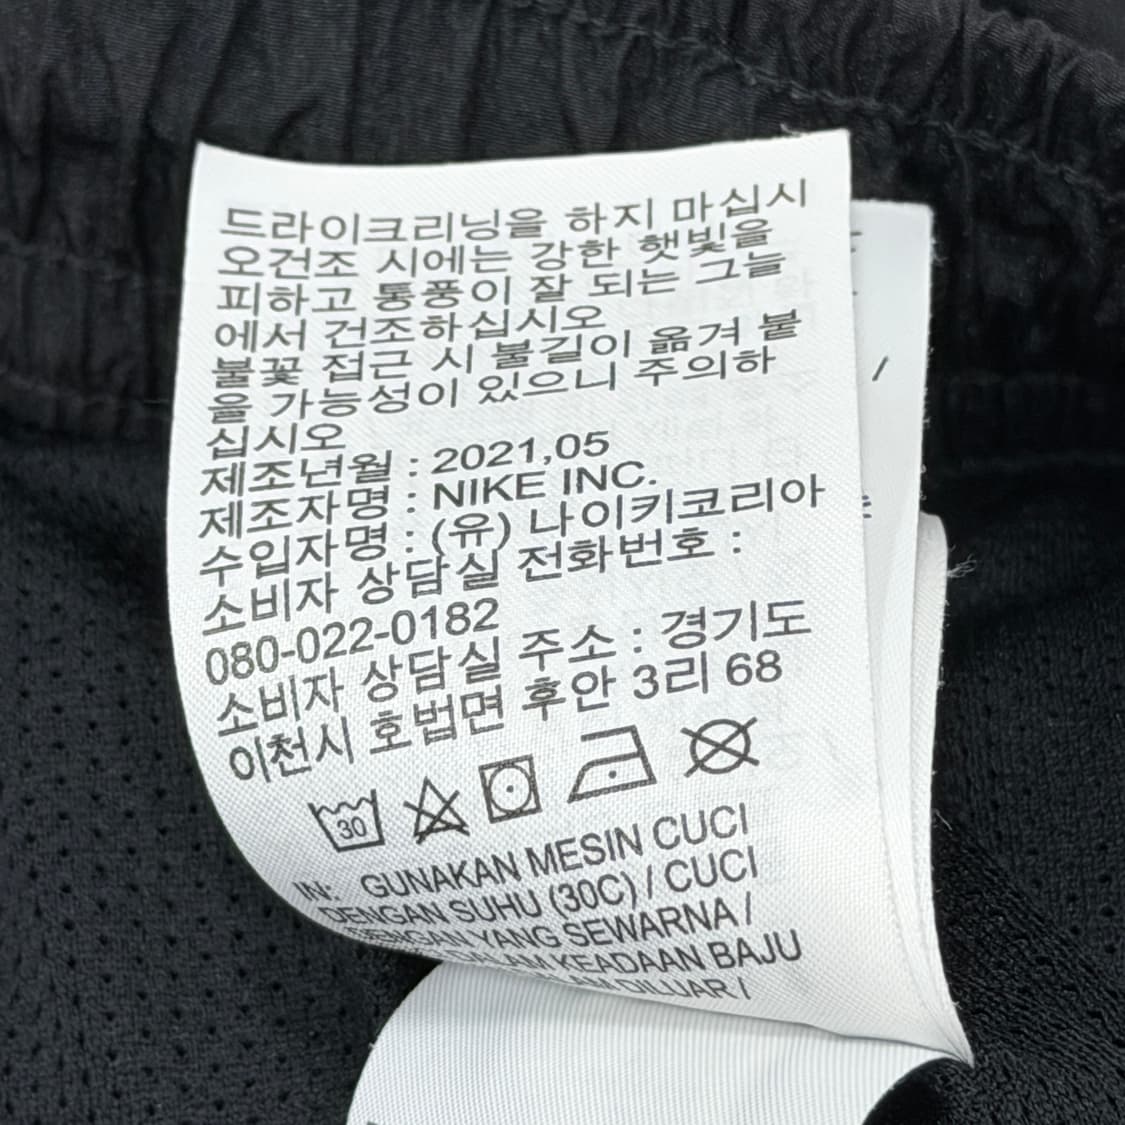 드라이크리닝을 하지 마십시
오건조 시에는 강한 햇빛을
피하고 통풍이 잘 되는 그늘
에서 건조하십시오
불꽃 접근 시 불길이 옮겨 붙
을 가능성이 있으니 주의하
십시오
제조년월 : 2021,05
제조자명 : NIKE INC.
수입자명 : (유) 나이키코리아
소비자 상담실 전화번호 :
080-022-0182
소비자 상담실 주소 : 경기도
이천시 호법면 후안 3리 68
30
IN: GUNAKAN MESIN CUCI
DENGAN SUHU (30C) / CUCI
DENGAN YANG SEWARNA /
DALAM KEADAAN BAJU
DILUAR /